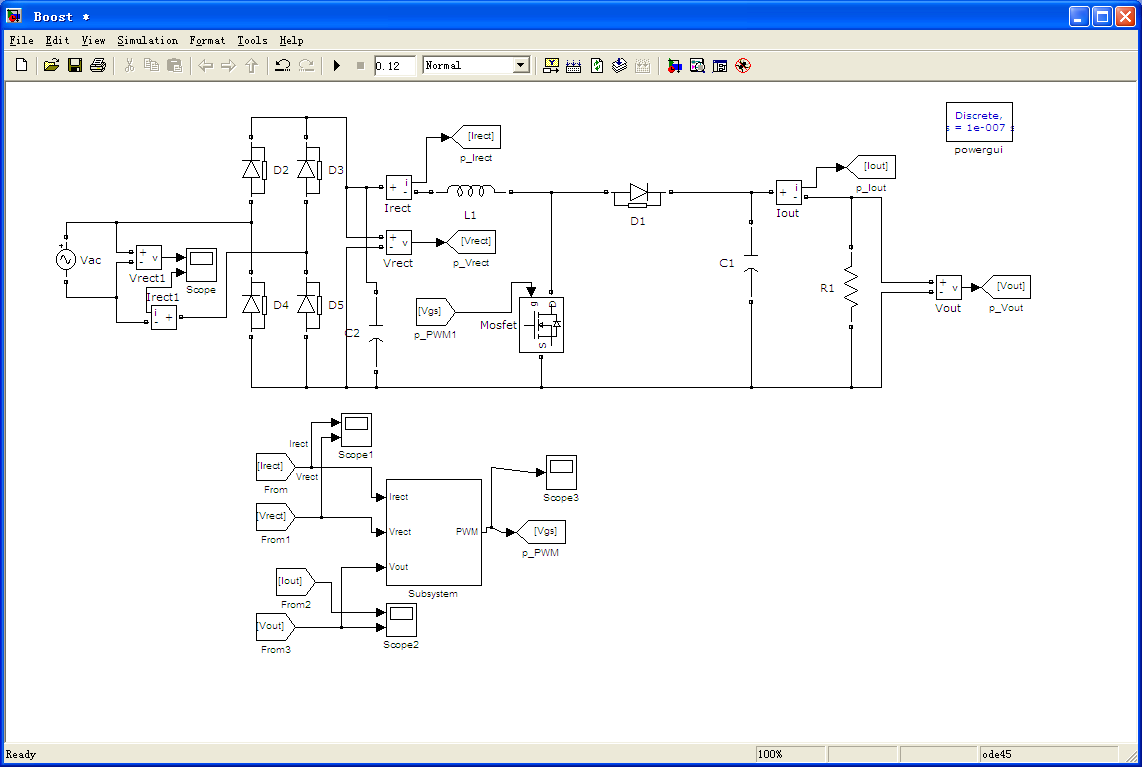 Boost *
File Edit View Simulation Format Tools Help
0.12
Normal
Discrete,
s = 1e-007 s
powergui
[Irect]
p_Irect
[Iout]
p_Iout
D2
D3
+ i -
Irect
L1
D1
+ i -
Iout
Vac
+ - v
Vrect1
Scope
+ - v
Vrect
[Vrect]
p_Vrect
C1
Irect1
i - +
D4
D5
C2
[Vgs]
p_PWM1
Mosfet
g
D
S
R1
+ - v
Vout
[Vout]
p_Vout
Irect
Scope1
[Irect]
From
Vrect
[Vrect]
From1
Irect
Vrect
Vout
PWM
Subsystem
Scope3
[Vgs]
p_PWM
[Iout]
From2
[Vout]
From3
Scope2
Ready
100%
ode45